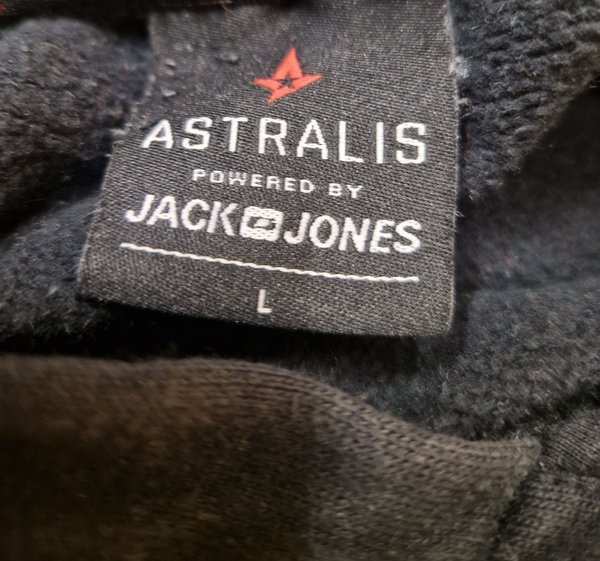 ASTRALIS
POWERED BY
JACK JONES
L